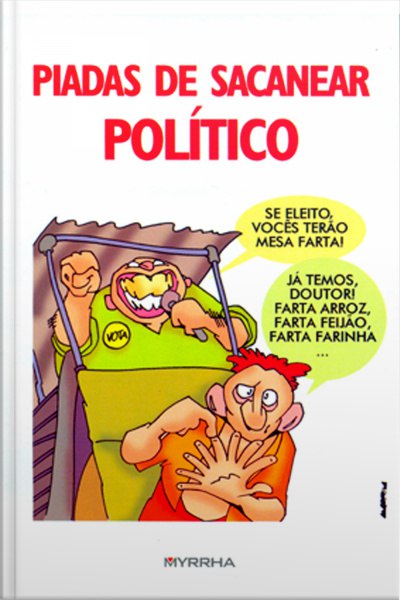 PIADAS DE SACANEAR
POLÍTICO
SE ELEITO,
VOCÊS TERÃO
MESA FARTA!
JÁ TEMOS,
DOUTOR!
FARTA ARROZ,
FARTA FEIJÃO,
FARTA FARINHA
...
VOTA
MYRRHA